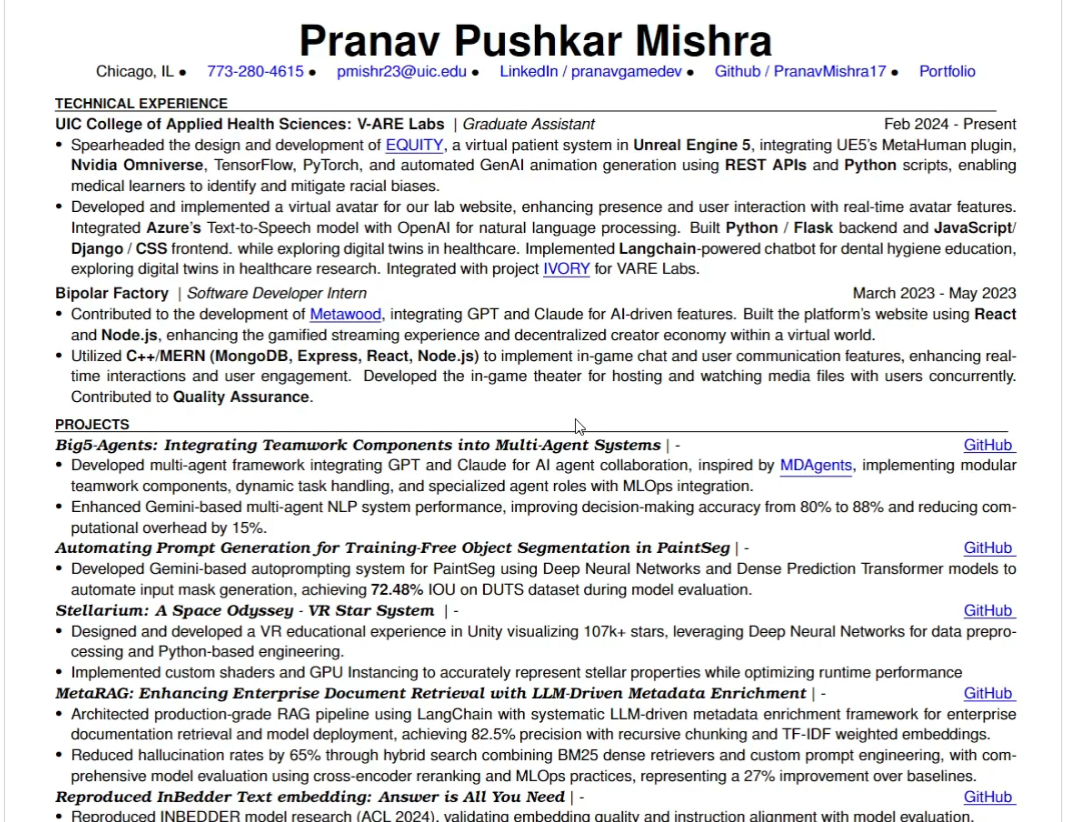 Pranav Pushkar Mishra
Chicago, IL ● 773-280-4615 ● pmishr23@uic.edu ● LinkedIn / pranavgamedev ● Github / PranavMishra17 ● Portfolio
TECHNICAL EXPERIENCE
UIC College of Applied Health Sciences: V-ARE Labs | Graduate Assistant Feb 2024 - Present
• Spearheaded the design and development of EQUITY, a virtual patient system in Unreal Engine 5, integrating UE5's MetaHuman plugin,
Nvidia Omniverse, TensorFlow, PyTorch, and automated GenAI animation generation using REST APIs and Python scripts, enabling
medical learners to identify and mitigate racial biases.
• Developed and implemented a virtual avatar for our lab website, enhancing presence and user interaction with real-time avatar features.
Integrated Azure's Text-to-Speech model with OpenAI for natural language processing. Built Python / Flask backend and JavaScript/
Django / CSS frontend. while exploring digital twins in healthcare. Implemented Langchain-powered chatbot for dental hygiene education,
exploring digital twins in healthcare research. Integrated with project IVORY for VARE Labs.
Bipolar Factory | Software Developer Intern March 2023 - May 2023
• Contributed to the development of Metawood, integrating GPT and Claude for AI-driven features. Built the platform's website using React
and Node.js, enhancing the gamified streaming experience and decentralized creator economy within a virtual world.
• Utilized C++/MERN (MongoDB, Express, React, Node.js) to implement in-game chat and user communication features, enhancing real-
time interactions and user engagement. Developed the in-game theater for hosting and watching media files with users concurrently.
Contributed to Quality Assurance.
PROJECTS
Big5-Agents: Integrating Teamwork Components into Multi-Agent Systems | - GitHub
• Developed multi-agent framework integrating GPT and Claude for AI agent collaboration, inspired by MDAgents, implementing modular
teamwork components, dynamic task handling, and specialized agent roles with MLOps integration.
• Enhanced Gemini-based multi-agent NLP system performance, improving decision-making accuracy from 80% to 88% and reducing com-
putational overhead by 15%.
Automating Prompt Generation for Training-Free Object Segmentation in PaintSeg | - GitHub
• Developed Gemini-based autoprompting system for PaintSeg using Deep Neural Networks and Dense Prediction Transformer models to
automate input mask generation, achieving 72.48% IOU on DUTS dataset during model evaluation.
Stellarium: A Space Odyssey - VR Star System | - GitHub
• Designed and developed a VR educational experience in Unity visualizing 107k+ stars, leveraging Deep Neural Networks for data prepro-
cessing and Python-based engineering.
• Implemented custom shaders and GPU Instancing to accurately represent stellar properties while optimizing runtime performance
MetaRAG: Enhancing Enterprise Document Retrieval with LLM-Driven Metadata Enrichment | - GitHub
• Architected production-grade RAG pipeline using LangChain with systematic LLM-driven metadata enrichment framework for enterprise
documentation retrieval and model deployment, achieving 82.5% precision with recursive chunking and TF-IDF weighted embeddings.
• Reduced hallucination rates by 65% through hybrid search combining BM25 dense retrievers and custom prompt engineering, with com-
prehensive model evaluation using cross-encoder reranking and MLOps practices, representing a 27% improvement over baselines.
Reproduced InBedder Text embedding: Answer is All You Need | - GitHub
• Reproduced INBEDDER model research (ACL 2024), validating embedding quality and instruction alignment with model evaluation.